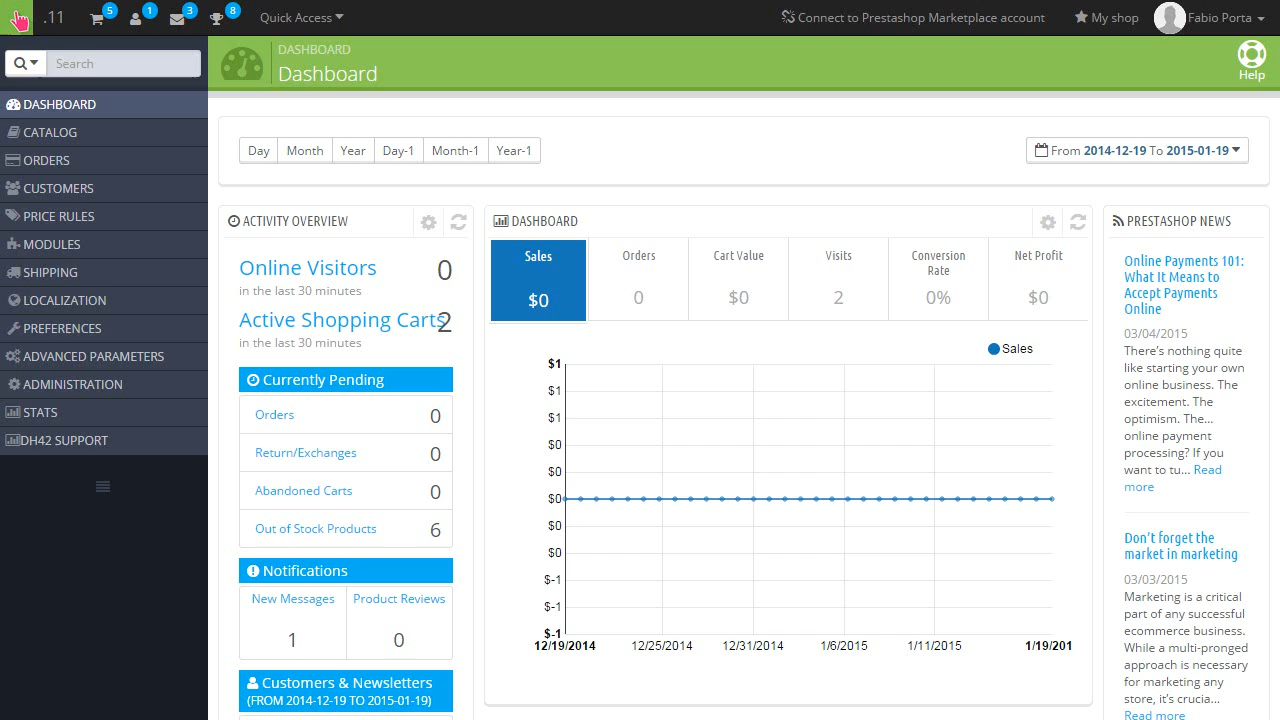 .11
5
1
3
8
Quick Access
Connect to Prestashop Marketplace account
My shop
Fabio Porta
Search
DASHBOARD
CATALOG
ORDERS
CUSTOMERS
PRICE RULES
MODULES
SHIPPING
LOCALIZATION
PREFERENCES
ADVANCED PARAMETERS
ADMINISTRATION
STATS
DH42 SUPPORT
DASHBOARD
Dashboard
Help
Day Month Year Day-1 Month-1 Year-1
From 2014-12-19 To 2015-01-19
ACTIVITY OVERVIEW
Online Visitors 0
in the last 30 minutes
Active Shopping Carts 2
in the last 30 minutes
Currently Pending
Orders 0
Return/Exchanges 0
Abandoned Carts 0
Out of Stock Products 6
Notifications
New Messages Product Reviews
1 0
Customers & Newsletters
(FROM 2014-12-19 TO 2015-01-19)
DASHBOARD
Sales
$0
Orders
0
Cart Value
$0
Visits
2
Conversion
Rate
0%
Net Profit
$0
Sales
$1
$1
$1
$0
$0
$0
$0
$0
$-1
$-1
$-1
12/19/2014 12/25/2014 12/31/2014 1/6/2015 1/11/2015 1/19/201
PRESTASHOP NEWS
Online Payments 101:
What It Means to
Accept Payments
Online
03/04/2015
There's nothing quite
like starting your own
online business. The
excitement. The
optimism. The...
online payment
processing? If you
want to tu... Read
more
Don't forget the
market in marketing
03/03/2015
Marketing is a critical
part of any successful
ecommerce business.
While a multi-pronged
approach is necessary
for marketing any
store, it's crucia...
Read more